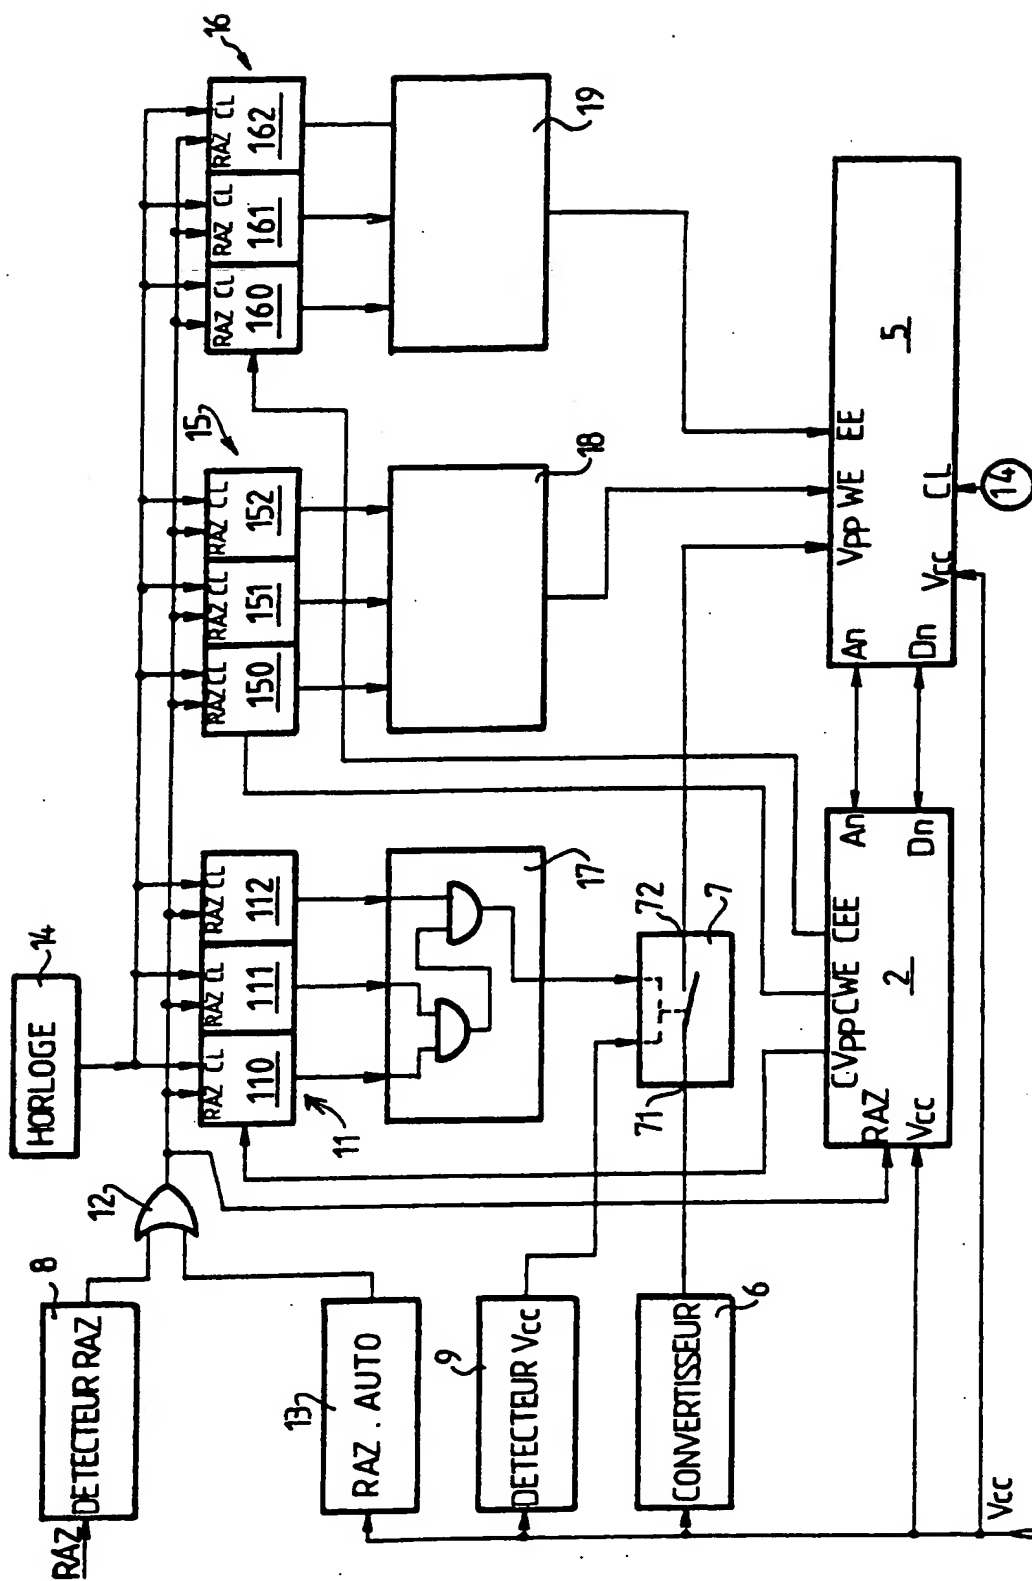 RAZ
DETECTEUR RAZ
8
HORLOGE
14
12
RAZ . AUTO
13
DETECTEUR Vcc
9
CONVERTISSEUR
6
Vcc
RAZ CL
110
RAZ CL
111
RAZ CL
112
11
17
RAZ CL
150
RAZ CL
151
RAZ CL
152
15
18
RAZ CL
160
RAZ CL
161
RAZ CL
162
16
19
71
72
7
CVPP CWE CEE
RAZ
Vcc
2
An
Dn
An
Dn
VPP WE EE
Vcc
CL
5
14